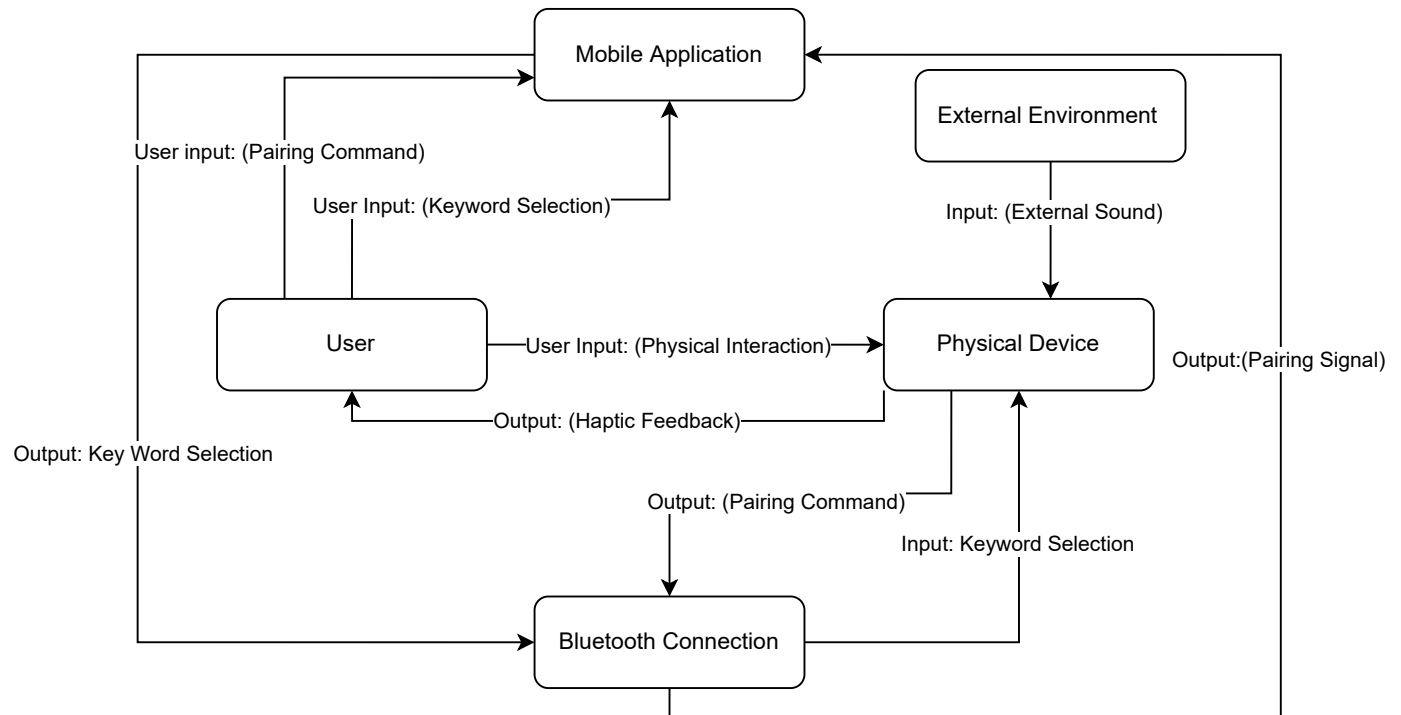 Mobile Application
External Environment
User input: (Pairing Command)
User Input: (Keyword Selection)
Input: (External Sound)
User
User Input: (Physical Interaction)
Physical Device
Output:(Pairing Signal)
Output: (Haptic Feedback)
Output: Key Word Selection
Output: (Pairing Command)
Input: Keyword Selection
Bluetooth Connection